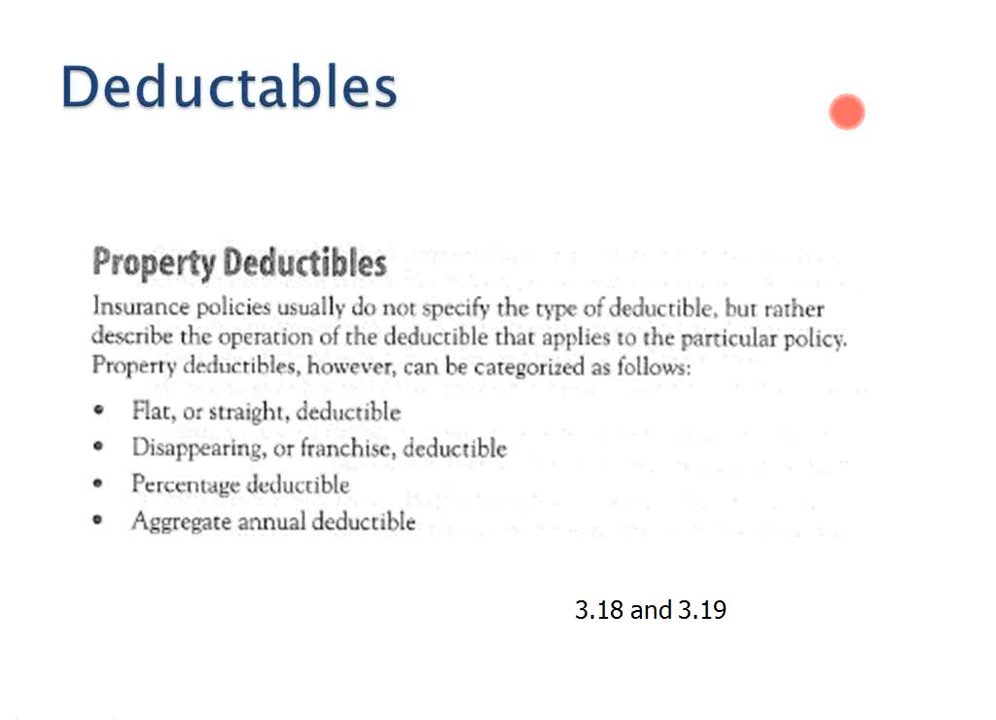 Deductables
Property Deductibles
Insurance policies usually do not specify the type of deductible, but rather
describe the operation of the deductible that applies to the particular policy.
Property deductibles, however, can be categorized as follows:
• Flat, or straight, deductible
• Disappearing, or franchise, deductible
• Percentage deductible
• Aggregate annual deductible
3.18 and 3.19